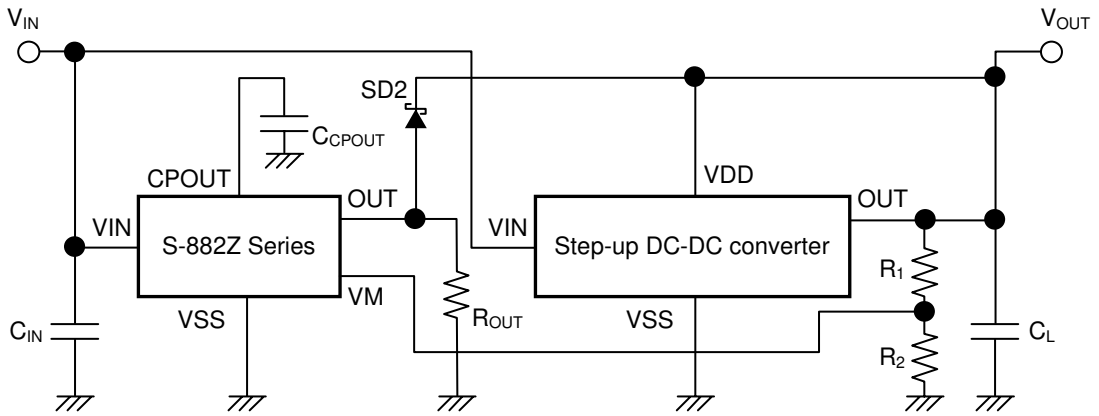 VIN
VOUT
SD2
CCPOUT
CPOUT
VDD
OUT
OUT
VIN
S-882Z Series
VIN
Step-up DC-DC converter
R1
VM
VSS
ROUT
VSS
CIN
R2
CL